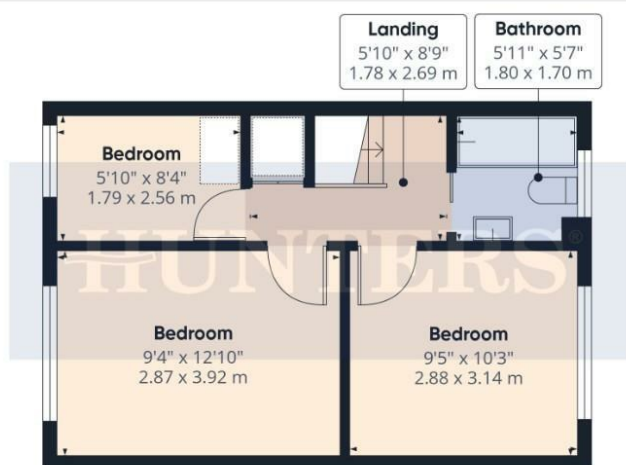 Landing
5'10" x 8'9"
1.78 x 2.69 m
Bathroom
5'11" x 5'7"
1.80 x 1.70 m
Bedroom
5'10" x 8'4"
1.79 x 2.56 m
HUNTERS®
Bedroom
9'4" x 12'10"
2.87 x 3.92 m
Bedroom
9'5" x 10'3"
2.88 x 3.14 m